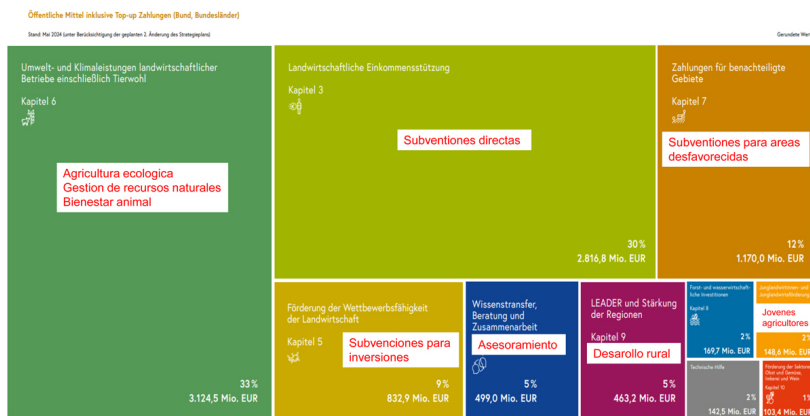 Öffentliche Mittel inklusive Top-up Zahlungen (Bund, Bundesländer)
Stand: Mai 2024 (unter Berücksichtigung der geplanten 2. Änderung des Strategieplans)
Gerundete Wert
Umwelt- und Klimaleistungen landwirtschaftlicher
Betriebe einschließlich Tierwohl
Kapitel 6
Agricultura ecologica
Gestion de recursos naturales
Bienestar animal
33 %
3.124,5 Mio. EUR
Landwirtschaftliche Einkommensstützung
Kapitel 3
Subventiones directas
30 %
2.816,8 Mio. EUR
Zahlungen für benachteiligte
Gebiete
Kapitel 7
Subventiones para areas
desfavorecidas
12 %
1.170,0 Mio. EUR
Förderung der Wettbewerbsfähigkeit
der Landwirtschaft
Kapitel 5
Subvenciones para
inversiones
9 %
832,9 Mio. EUR
Wissenstransfer,
Beratung und
Zusammenarbeit
Asesoramiento
5 %
499,0 Mio. EUR
LEADER und Stärkung
der Regionen
Kapitel 9
Desarollo rural
5 %
463,2 Mio. EUR
Forst- und wasserwirtschaft-
liche Investitionen
Kapitel 8
2 %
169,7 Mio. EUR
Junglandwirtinnen- und
Junglandwirteförderung
Jovenes
agricultores
2 %
148,6 Mio. EUR
Technische Hilfe
2 %
142,5 Mio. EUR
Förderung der Sektoren
Obst und Gemüse,
Imkerei und Wein
Kapitel 10
103,4 Mio. EUR